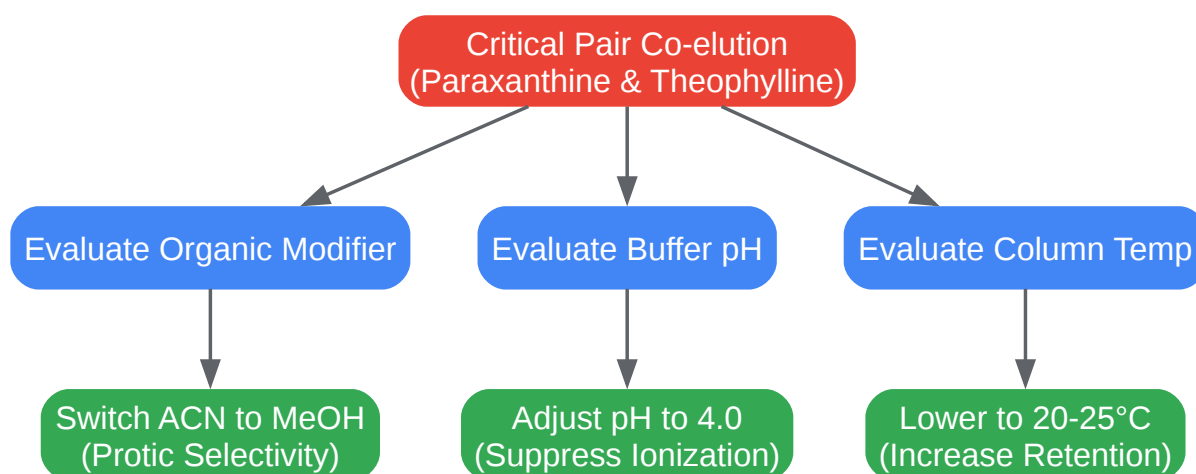 Critical Pair Co-elution
(Paraxanthine & Theophylline)
Evaluate Organic Modifier
Evaluate Buffer pH
Evaluate Column Temp
Switch ACN to MeOH
(Protic Selectivity)
Adjust pH to 4.0
(Suppress Ionization)
Lower to 20-25°C
(Increase Retention)